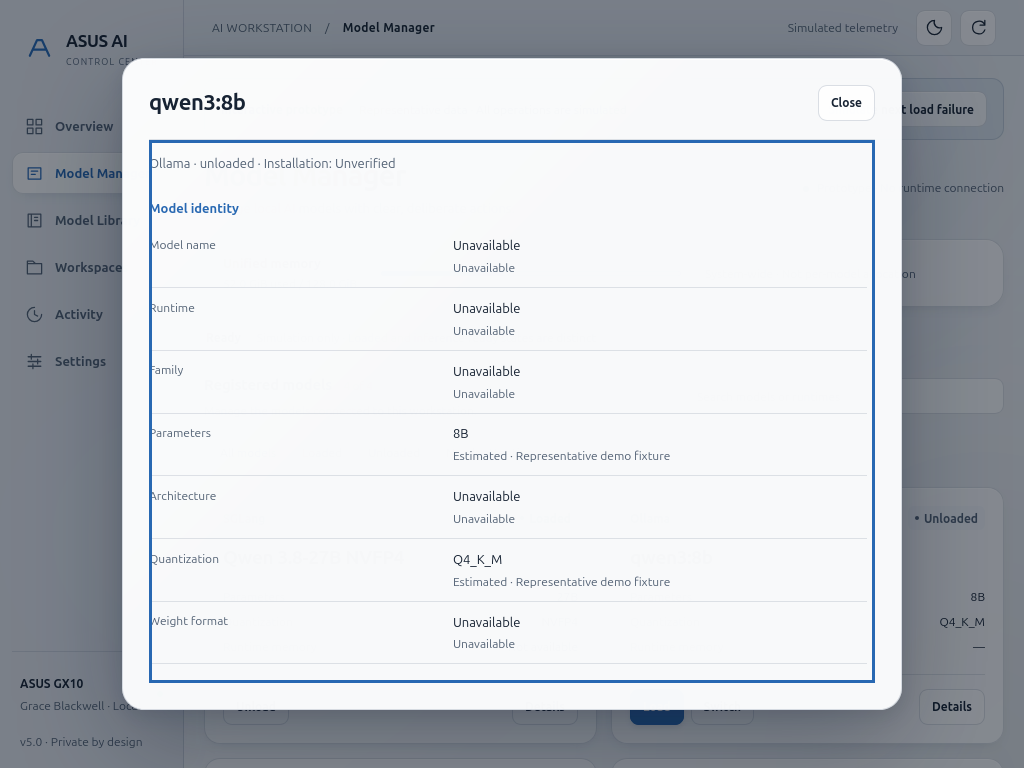 ASUS AI
AI WORKSTATION / Model Manager
Simulated telemetry
qwen3:8b
Close
t load failure
Overview
Model Man
Model Libr
Workspace
Activity
Settings
Ollama · unloaded · Installation: Unverified
Model identity
Model name
Unavailable
Unavailable
Runtime
Unavailable
Unavailable
Family
Unavailable
Unavailable
Parameters
8B
Estimated · Representative demo fixture
Architecture
Unavailable
Unavailable
Quantization
Q4_K_M
Estimated · Representative demo fixture
Weight format
Unavailable
Unavailable
runtime connection
on
• Unloaded
8B
Q4_K_M
—
Details
ASUS GX10
Grace Blackwell · Loc
v5.0 · Private by design